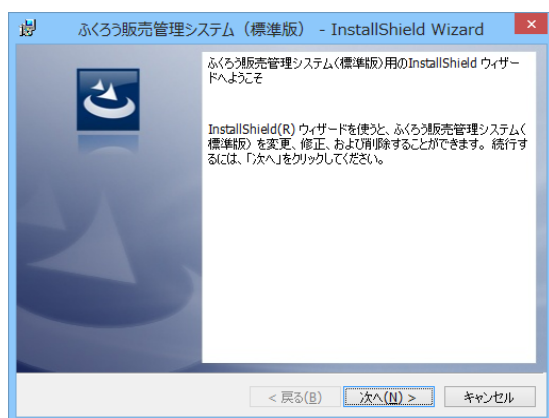 ふくろう販売管理システム（標準版） - InstallShield Wizard
ふくろう販売管理システム(標準版)用のInstallShield ウィザー
ドへようこそ
InstallShield(R) ウィザードを使うと、ふくろう販売管理システム(
標準版) を変更、修正、および削除することができます。続行す
るには、「次へ」をクリックしてください。
< 戻る(B) 次へ(N) > キャンセル